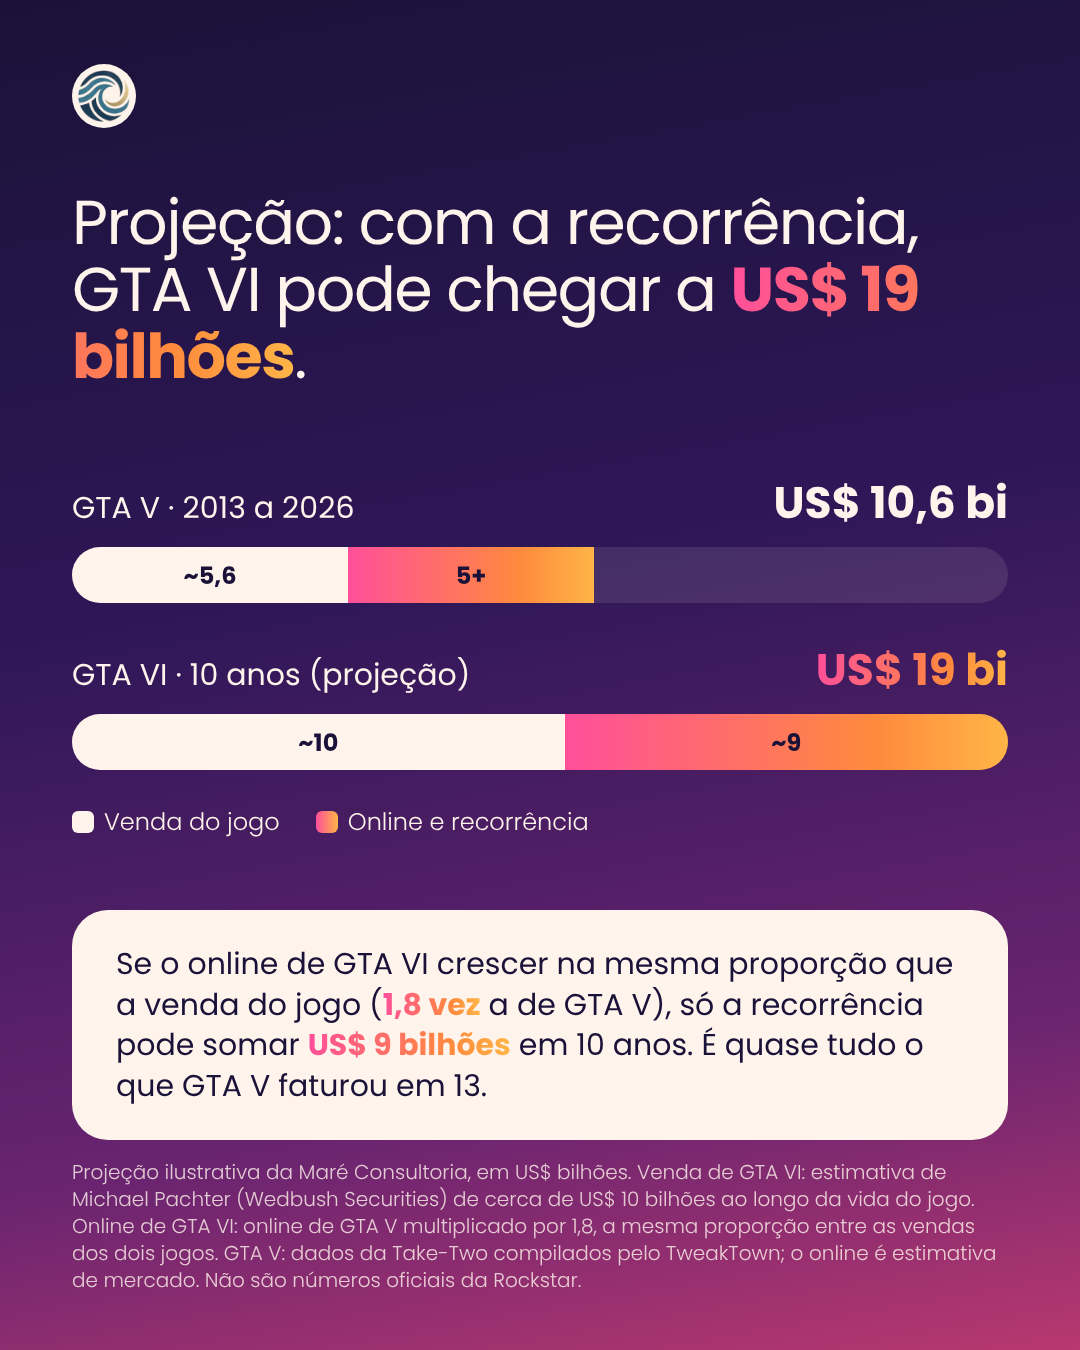 Projeção: com a recorrência,
GTA VI pode chegar a US$ 19
bilhões.
GTA V · 2013 a 2026
US$ 10,6 bi
~5,6
5+
GTA VI · 10 anos (projeção)
US$ 19 bi
~10
~9
Venda do jogo
Online e recorrência
Se o online de GTA VI crescer na mesma proporção que
a venda do jogo (1,8 vez a de GTA V), só a recorrência
pode somar US$ 9 bilhões em 10 anos. É quase tudo o
que GTA V faturou em 13.
Projeção ilustrativa da Maré Consultoria, em US$ bilhões. Venda de GTA VI: estimativa de
Michael Pachter (Wedbush Securities) de cerca de US$ 10 bilhões ao longo da vida do jogo.
Online de GTA VI: online de GTA V multiplicado por 1,8, a mesma proporção entre as vendas
dos dois jogos. GTA V: dados da Take-Two compilados pelo TweakTown; o online é estimativa
de mercado. Não são números oficiais da Rockstar.